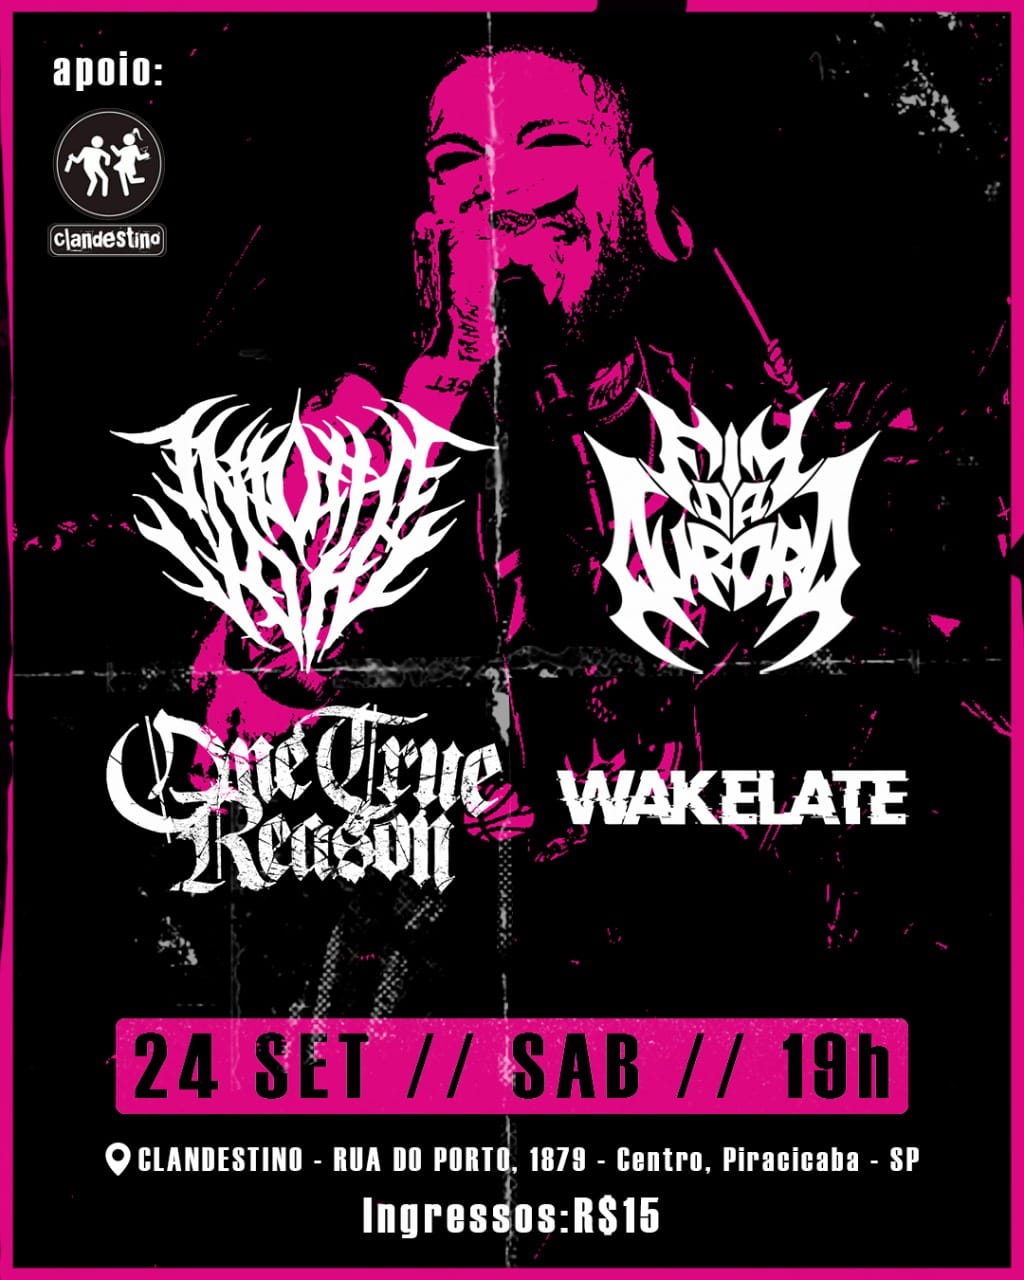 apoio:
clandestino
FIM
DA
AURORA
One True
Reason
WAKELATE
24 SET // SAB // 19h
CLANDESTINO - RUA DO PORTO, 1879 - Centro, Piracicaba - SP
Ingressos:R$15